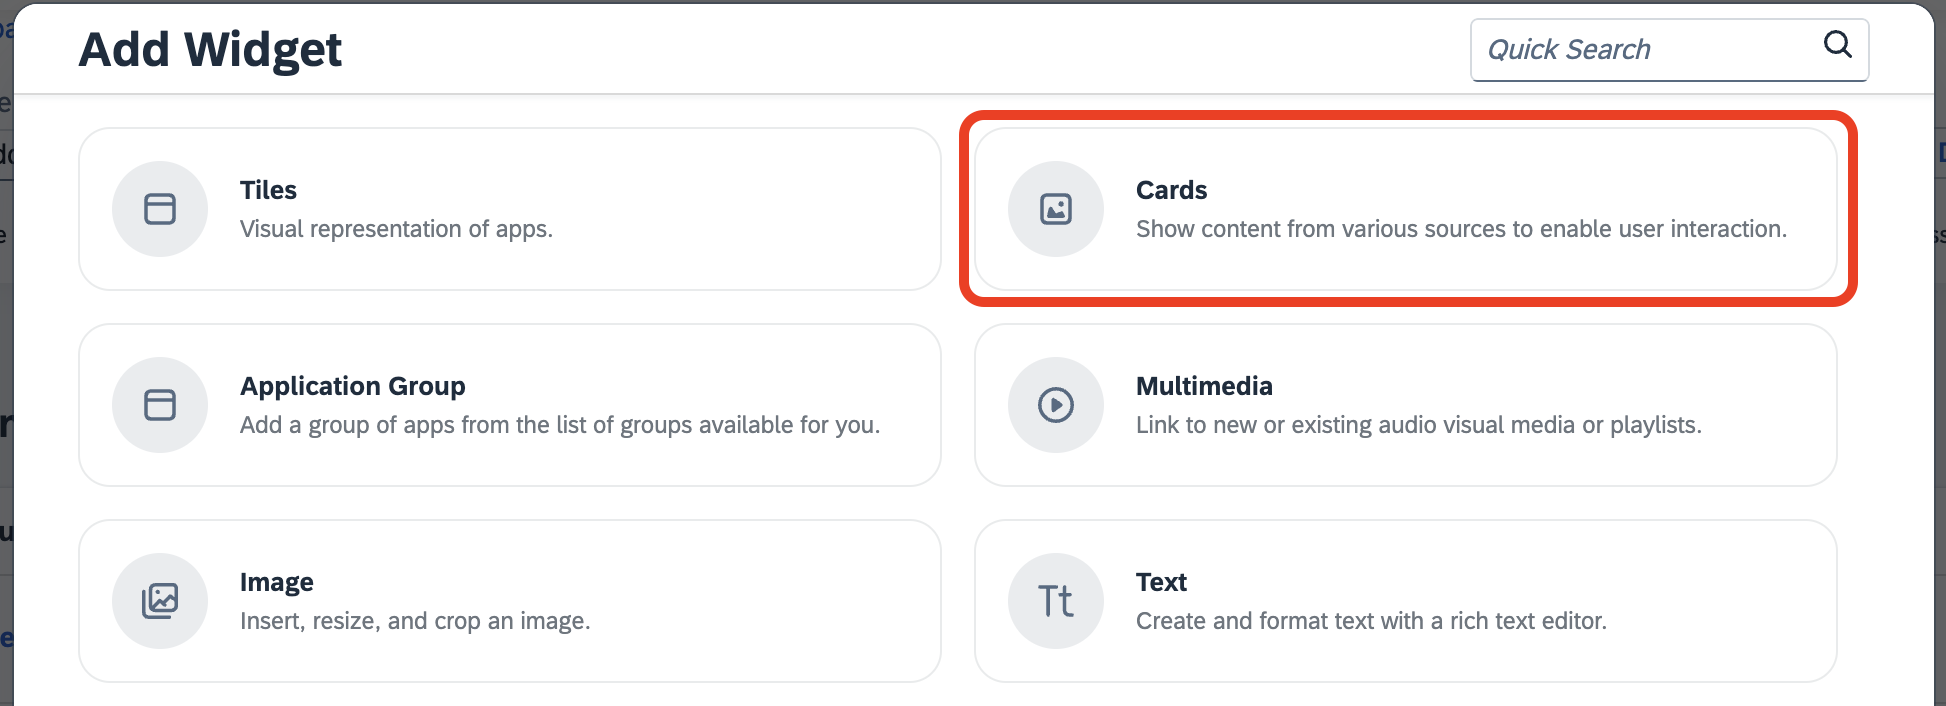 Add Widget
Quick Search
Tiles
Visual representation of apps.
Cards
Show content from various sources to enable user interaction.
Application Group
Add a group of apps from the list of groups available for you.
Multimedia
Link to new or existing audio visual media or playlists.
Image
Insert, resize, and crop an image.
Tt
Text
Create and format text with a rich text editor.